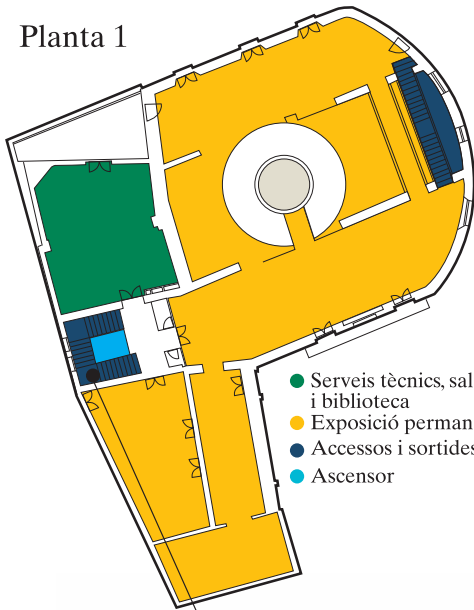 Planta 1
Serveis tècnics, sal
i biblioteca
Exposició perman
Accessos i sortides
Ascensor